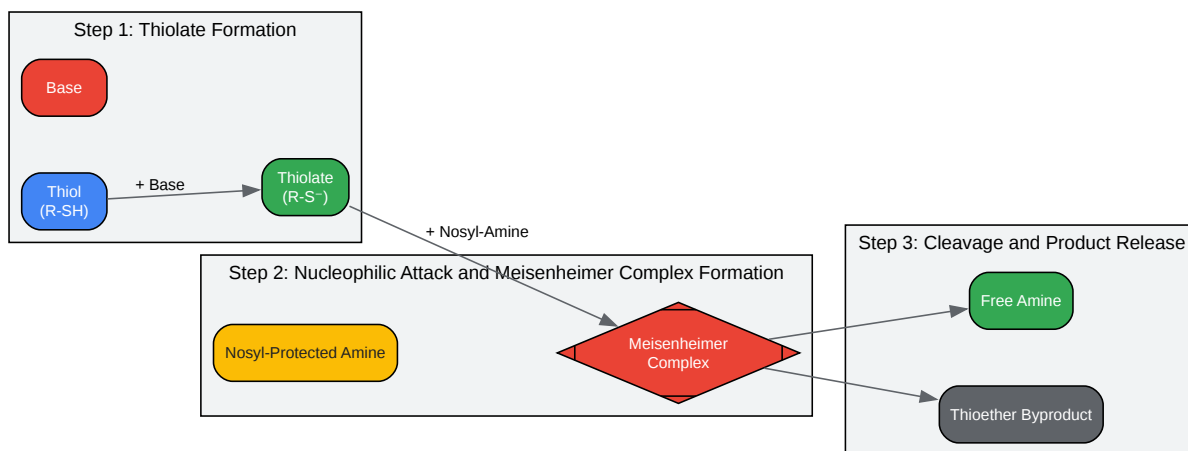 Step 1: Thiolate Formation
Base
Thiol
(R-SH)
+ Base
Thiolate
(R-S⁻)
+ Nosyl-Amine
Step 2: Nucleophilic Attack and Meisenheimer Complex Formation
Nosyl-Protected Amine
Meisenheimer
Complex
Step 3: Cleavage and Product Release
Free Amine
Thioether Byproduct